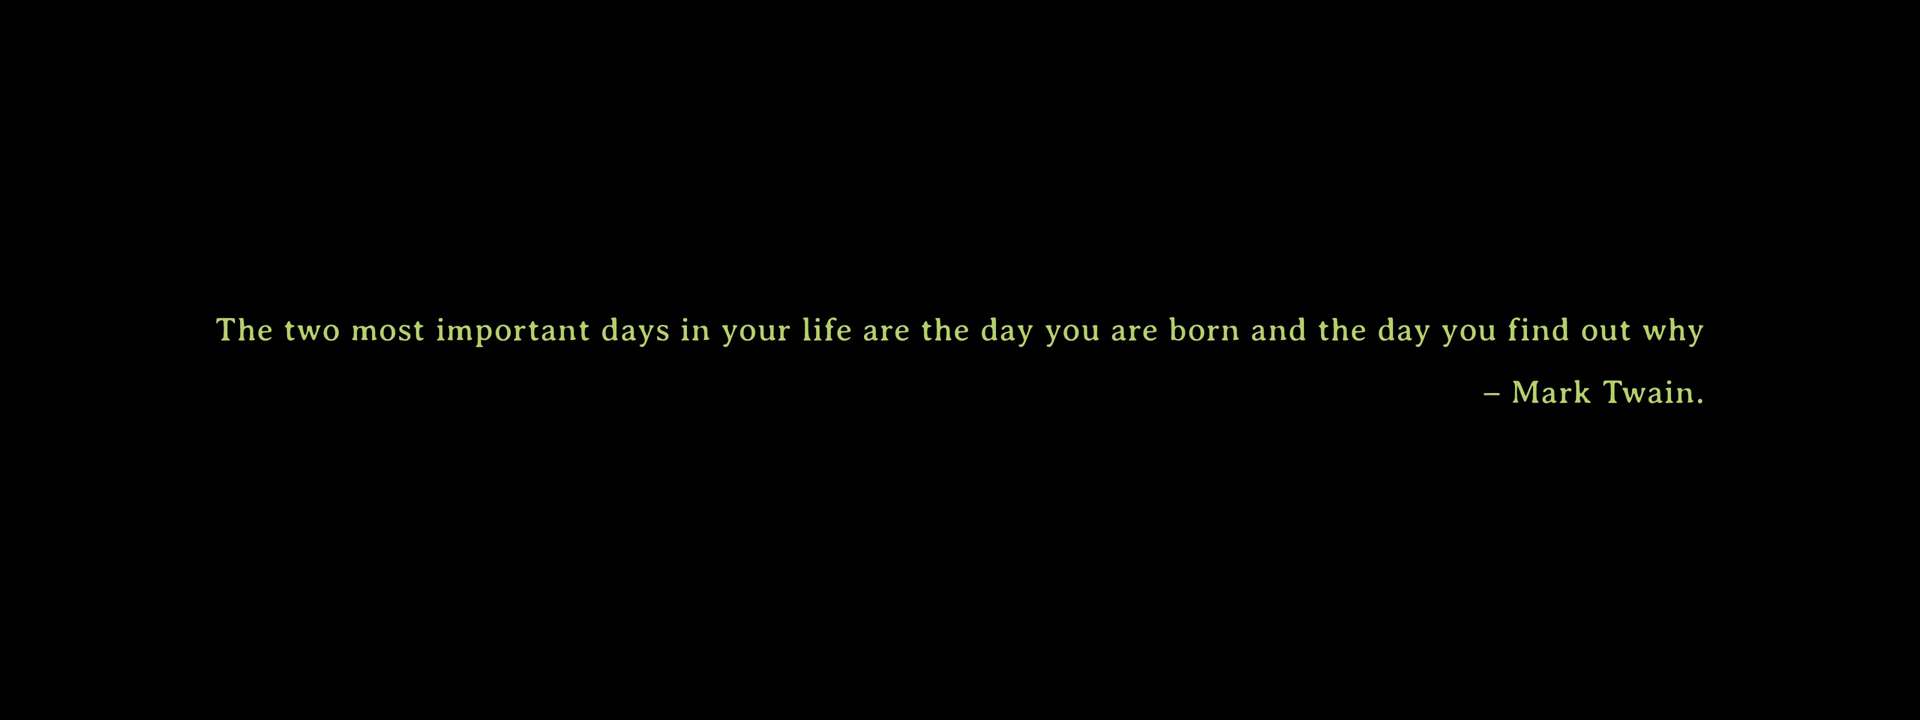 The two most important days in your life are the day you are born and the day you find out why
– Mark Twain.